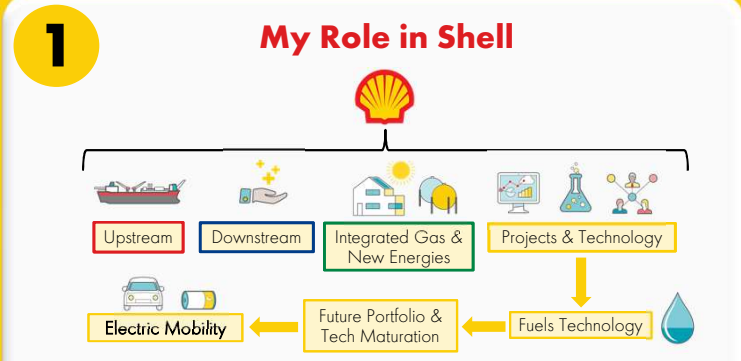 1
My Role in Shell
Upstream
Downstream
Integrated Gas &
New Energies
Projects & Technology
Electric Mobility
Future Portfolio &
Tech Maturation
Fuels Technology